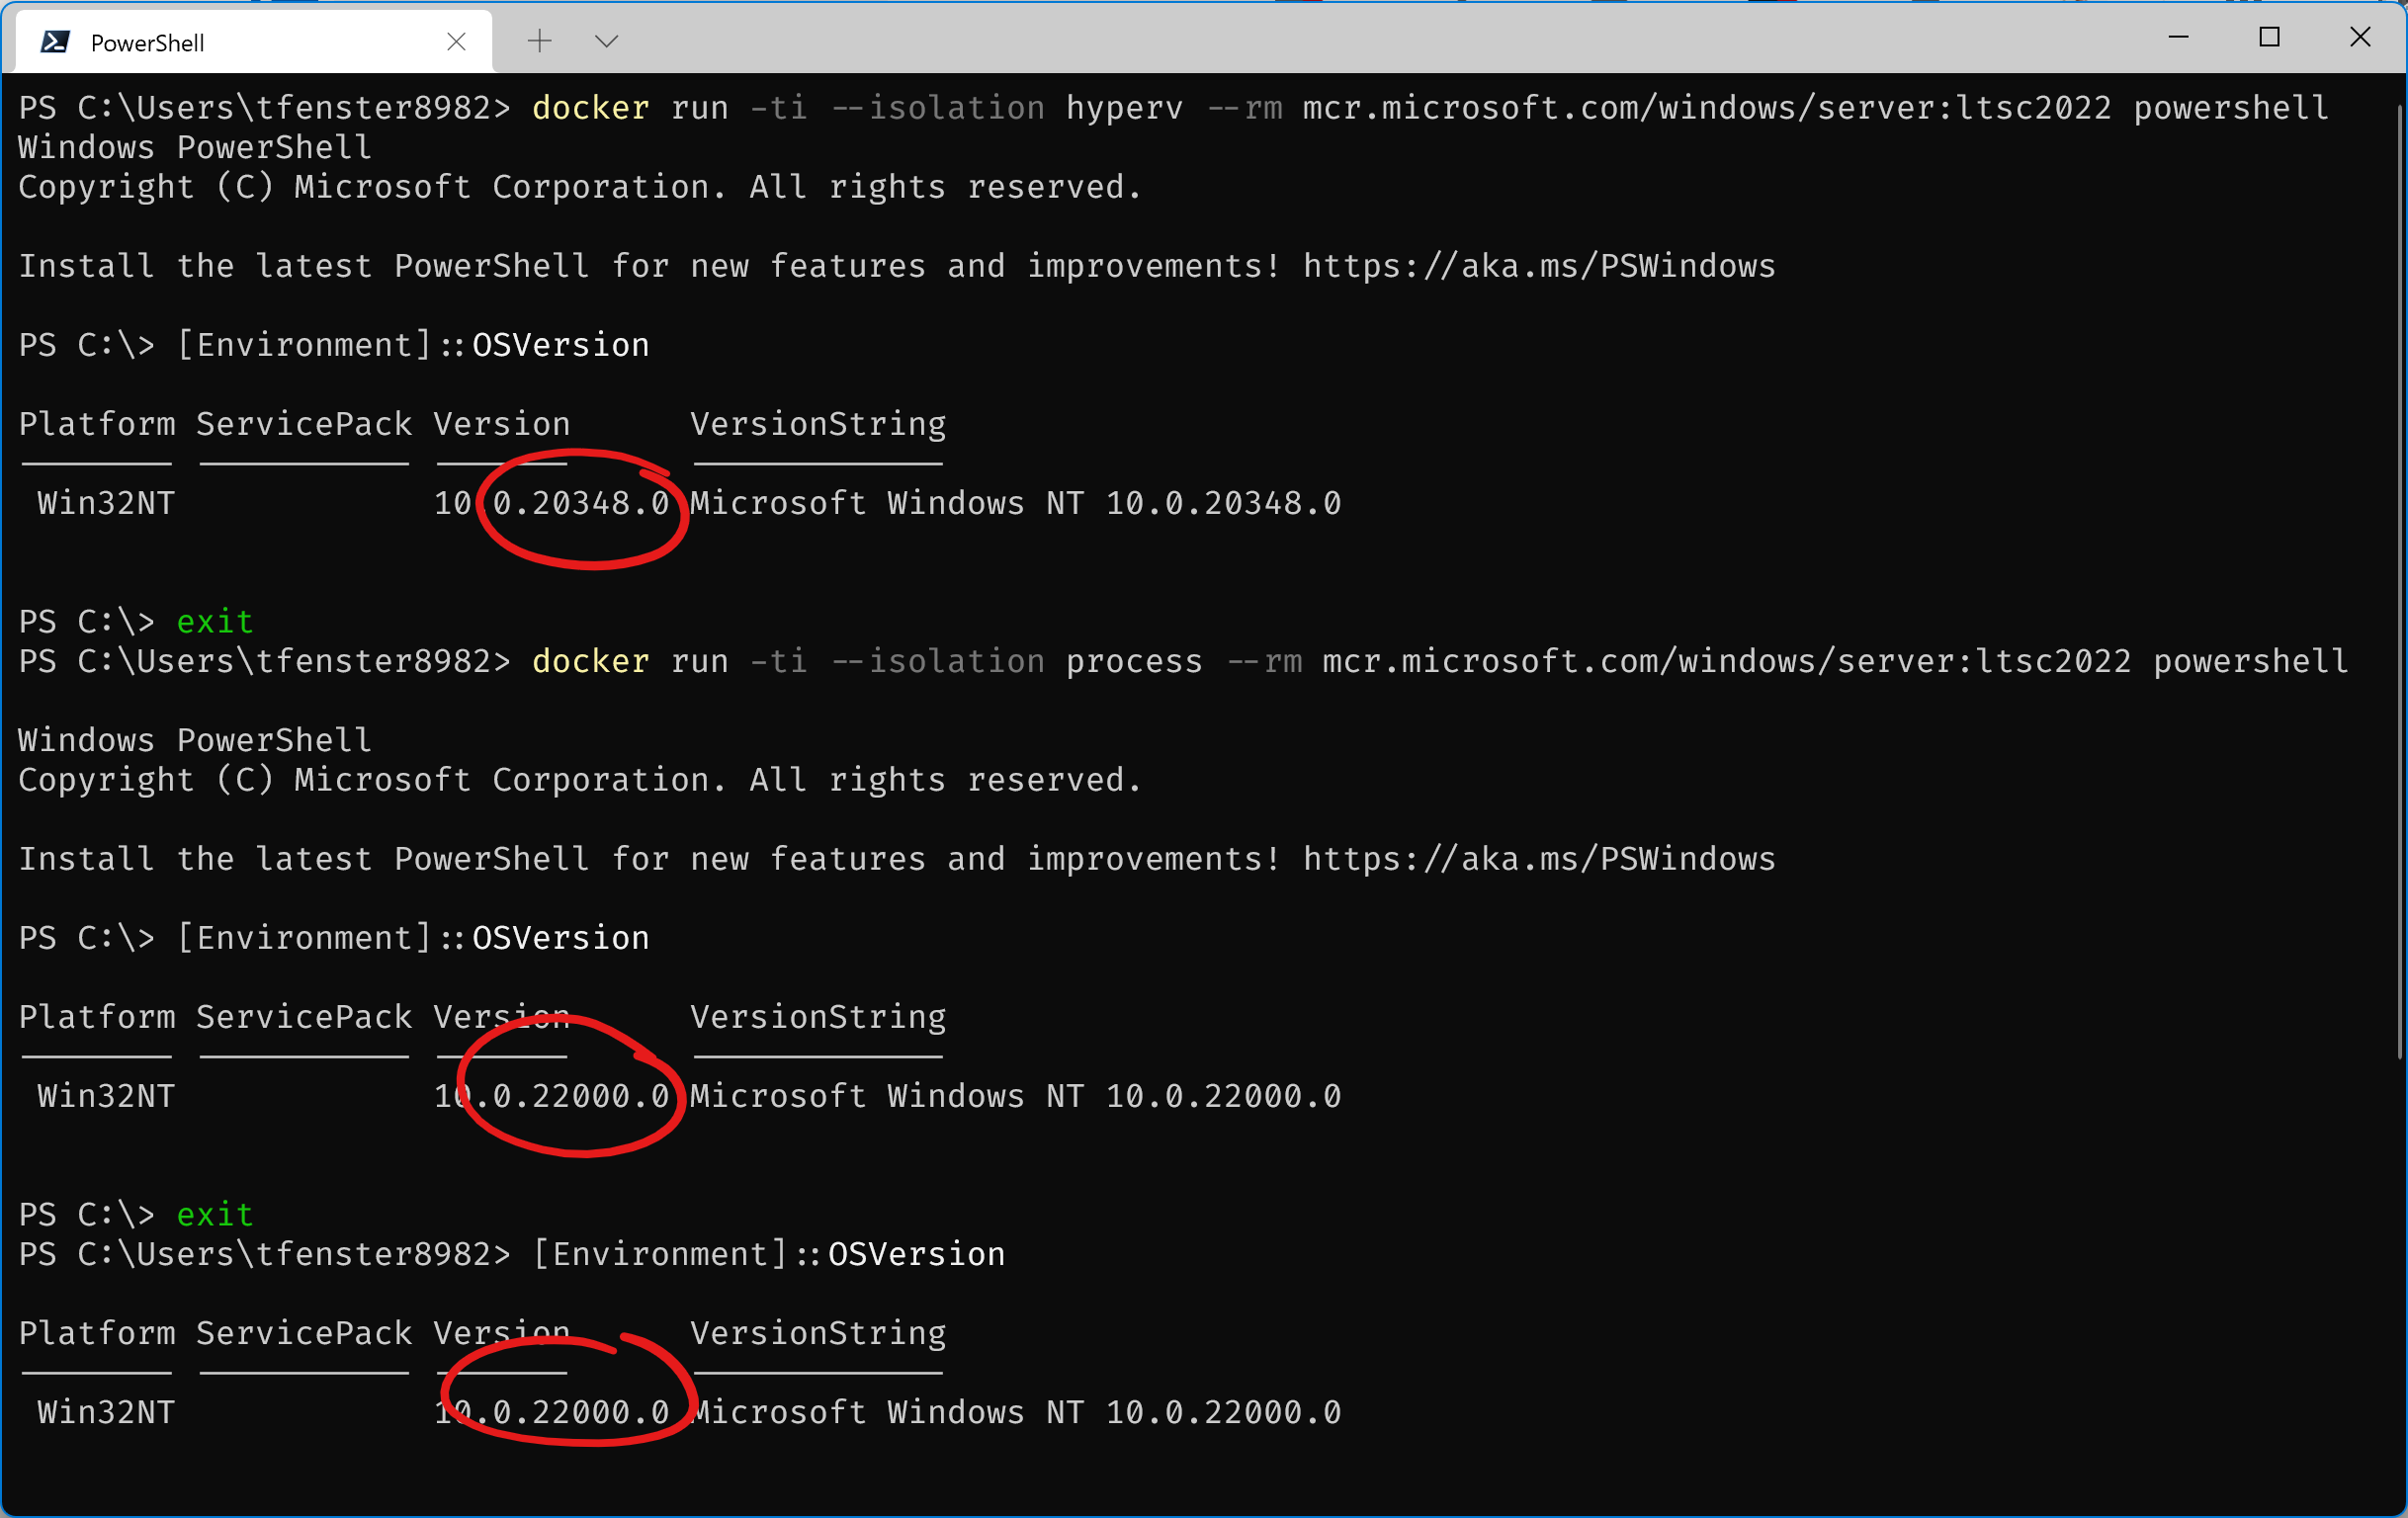 PowerShell
PS C:\Users\tfenster8982> docker run -ti --isolation hyperv --rm mcr.microsoft.com/windows/server:ltsc2022 powershell
Windows PowerShell
Copyright (C) Microsoft Corporation. All rights reserved.
Install the latest PowerShell for new features and improvements! https://aka.ms/PSWindows
PS C:\> [Environment]::OSVersion
Platform ServicePack Version VersionString
Win32NT 10.0.20348.0 Microsoft Windows NT 10.0.20348.0
PS C:\> exit
PS C:\Users\tfenster8982> docker run -ti --isolation process --rm mcr.microsoft.com/windows/server:ltsc2022 powershell
Windows PowerShell
Copyright (C) Microsoft Corporation. All rights reserved.
Install the latest PowerShell for new features and improvements! https://aka.ms/PSWindows
PS C:\> [Environment]::OSVersion
Platform ServicePack Version VersionString
Win32NT 10.0.22000.0 Microsoft Windows NT 10.0.22000.0
PS C:\> exit
PS C:\Users\tfenster8982> [Environment]::OSVersion
Platform ServicePack Version VersionString
Win32NT 10.0.22000.0 Microsoft Windows NT 10.0.22000.0